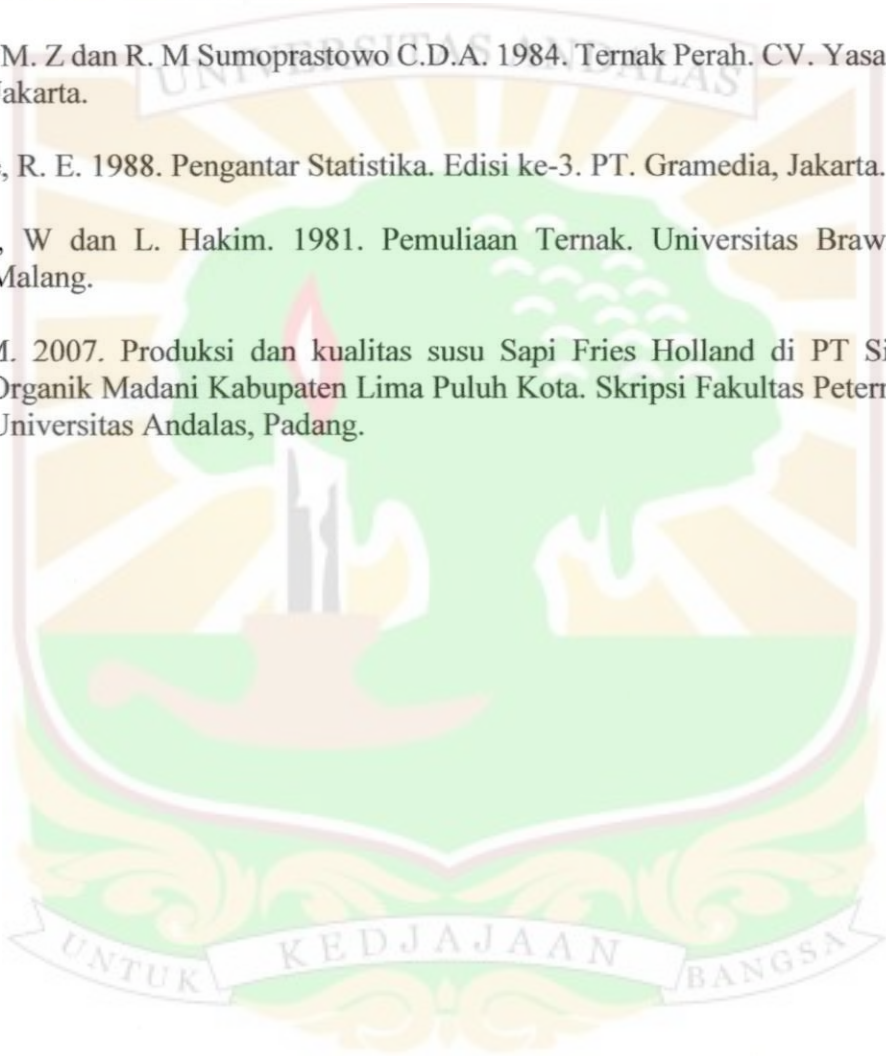 UNIVERSITAS ANDALAS
M. Z dan R. M Sumoprastowo C.D.A. 1984. Ternak Perah. CV. Yasa
Jakarta.
, R. E. 1988. Pengantar Statistika. Edisi ke-3. PT. Gramedia, Jakarta.
, W dan L. Hakim. 1981. Pemuliaan Ternak. Universitas Braw
Malang.
M. 2007. Produksi dan kualitas susu Sapi Fries Holland di PT Si
Organik Madani Kabupaten Lima Puluh Kota. Skripsi Fakultas Petern
Universitas Andalas, Padang.
UNTUK KEDJAJAAN BANGSA